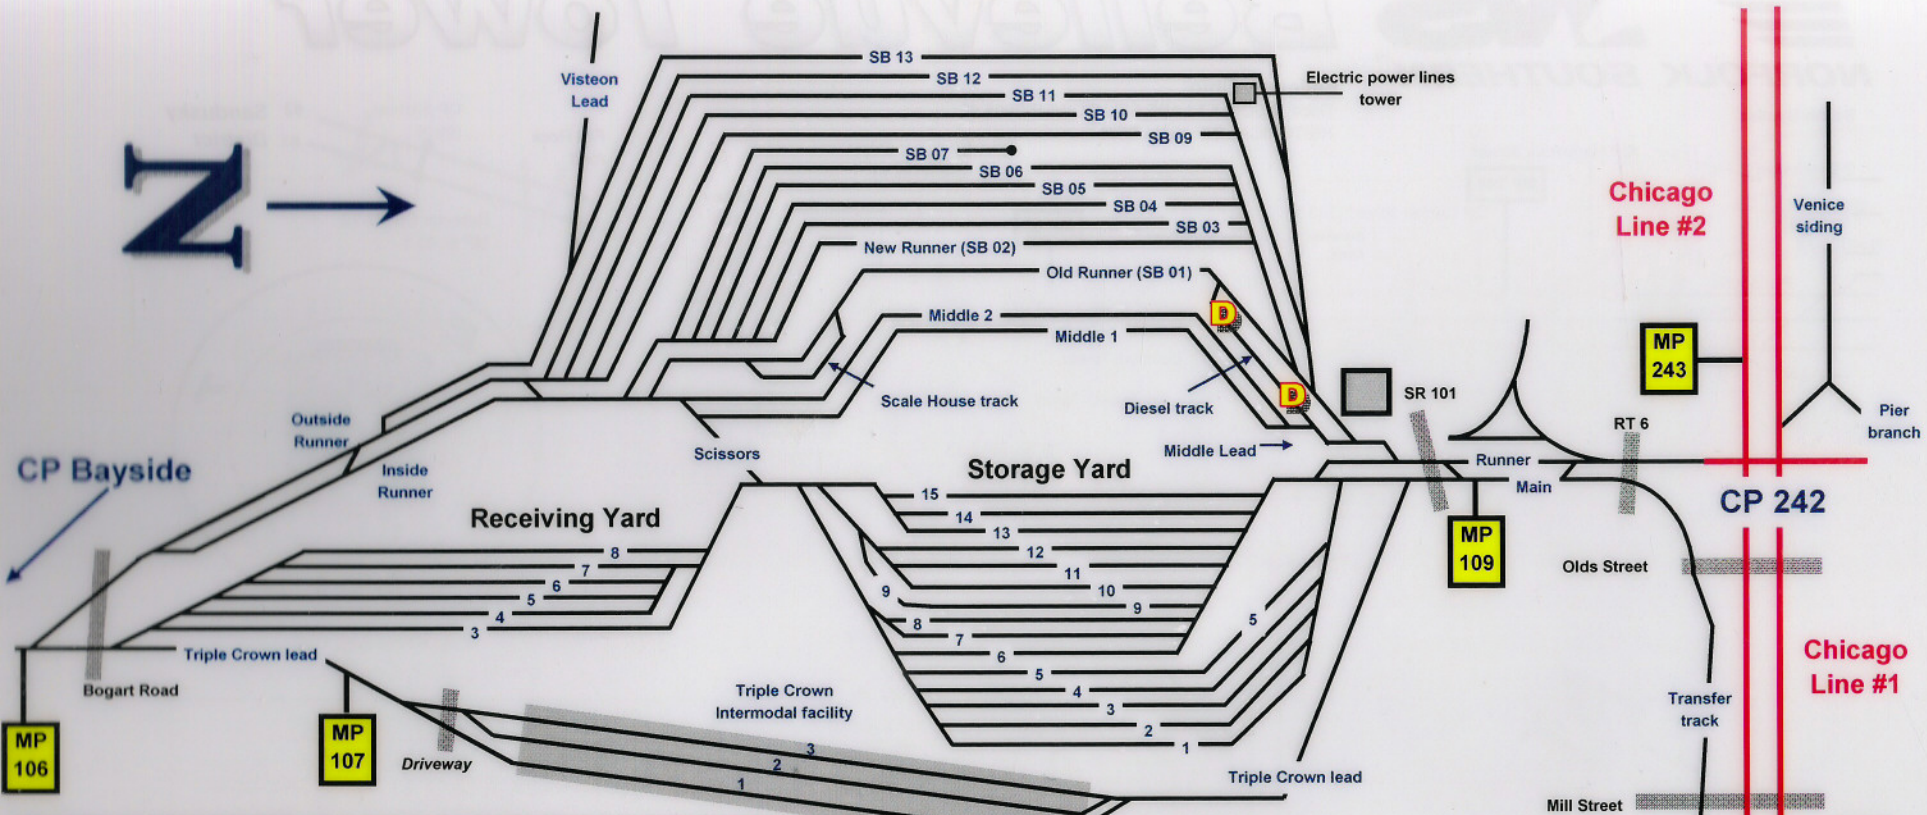 Bellevue Tower
NORFOLK SOUTHERN
Visteon
Lead
SB 13
SB 12
SB 11
SB 10
SB 09
SB 07
SB 06
SB 05
SB 04
SB 03
New Runner (SB 02)
Old Runner (SB 01)
Middle 2
Middle 1
Electric power lines
tower
N
Chicago
Line #2
Venice
siding
D
D
MP
243
Scale House track
Diesel track
SR 101
RT 6
Pier
branch
Outside
Runner
Inside
Runner
CP Bayside
Scissors
Middle Lead
Runner
Main
Storage Yard
Receiving Yard
CP 242
15
14
13
12
11
10
9
9
8
7
6
5
4
3
2
1
5
8
7
6
5
4
3
MP
109
Olds Street
Triple Crown lead
Bogart Road
Triple Crown
Intermodal facility
Chicago
Line #1
Transfer
track
MP
106
MP
107
Driveway
3
2
1
Triple Crown lead
Mill Street